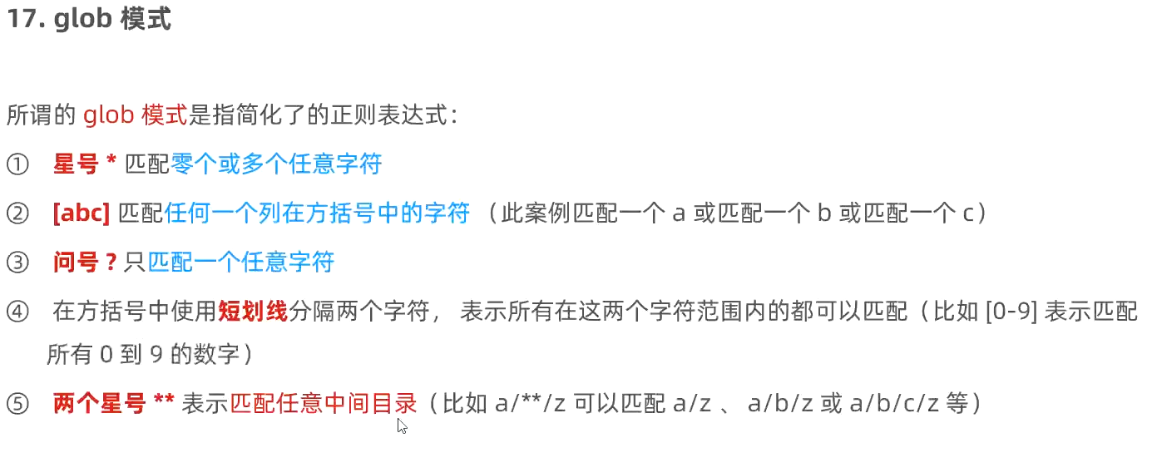 17. glob 模式
所谓的 glob 模式是指简化了的正则表达式：
① 星号 * 匹配零个或多个任意字符
② [abc] 匹配任何一个列在方括号中的字符 （此案例匹配一个 a 或匹配一个 b 或匹配一个 c）
③ 问号 ? 只匹配一个任意字符
④ 在方括号中使用短划线分隔两个字符， 表示所有在这两个字符范围内的都可以匹配（比如 [0-9] 表示匹配
所有 0 到 9 的数字）
⑤ 两个星号 ** 表示匹配任意中间目录（比如 a/**/z 可以匹配 a/z 、 a/b/z 或 a/b/c/z 等）